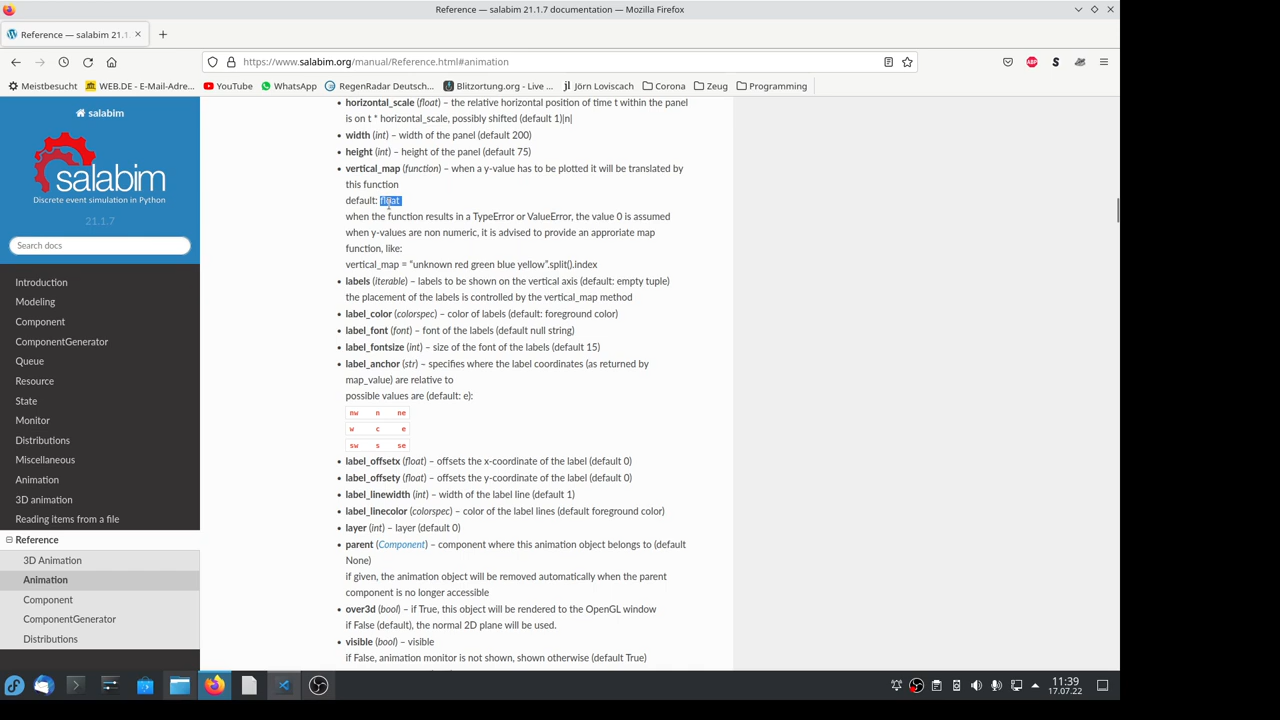 Reference — salabim 21.1.7 documentation — Mozilla Firefox
Reference — salabim 21.1.
https://www.salabim.org/manual/Reference.html#animation
Meistbesucht
WEB.DE - E-Mail-Adre...
YouTube
WhatsApp
RegenRadar Deutsch...
Blitzortung.org - Live ...
Jörn Loviscach
Corona
Zeug
Programming
salabim
salabim
Discrete event simulation in Python
21.1.7
Search docs
Introduction
Modeling
Component
ComponentGenerator
Queue
Resource
State
Monitor
Distributions
Miscellaneous
Animation
3D animation
Reading items from a file
Reference
3D Animation
Animation
Component
ComponentGenerator
Distributions
• horizontal_scale (float) – the relative horizontal position of time t within the panel
is on t * horizontal_scale, possibly shifted (default 1)|n|
• width (int) – width of the panel (default 200)
• height (int) – height of the panel (default 75)
• vertical_map (function) – when a y-value has to be plotted it will be translated by
this function
default: float
when the function results in a TypeError or ValueError, the value 0 is assumed
when y-values are non numeric, it is advised to provide an approriate map
function, like:
vertical_map = “unknown red green blue yellow”.split().index
• labels (iterable) – labels to be shown on the vertical axis (default: empty tuple)
the placement of the labels is controlled by the vertical_map method
• label_color (colorspec) – color of labels (default: foreground color)
• label_font (font) – font of the labels (default null string)
• label_fontsize (int) – size of the font of the labels (default 15)
• label_anchor (str) – specifies where the label coordinates (as returned by
map_value) are relative to
possible values are (default: e):
nw n ne
w c e
sw s se
• label_offsetx (float) – offsets the x-coordinate of the label (default 0)
• label_offsety (float) – offsets the y-coordinate of the label (default 0)
• label_linewidth (int) – width of the label line (default 1)
• label_linecolor (colorspec) – color of the label lines (default foreground color)
• layer (int) – layer (default 0)
• parent (Component) – component where this animation object belongs to (default
None)
if given, the animation object will be removed automatically when the parent
component is no longer accessible
• over3d (bool) – if True, this object will be rendered to the OpenGL window
if False (default), the normal 2D plane will be used.
• visible (bool) – visible
if False, animation monitor is not shown, shown otherwise (default True)
11:39
17.07.22